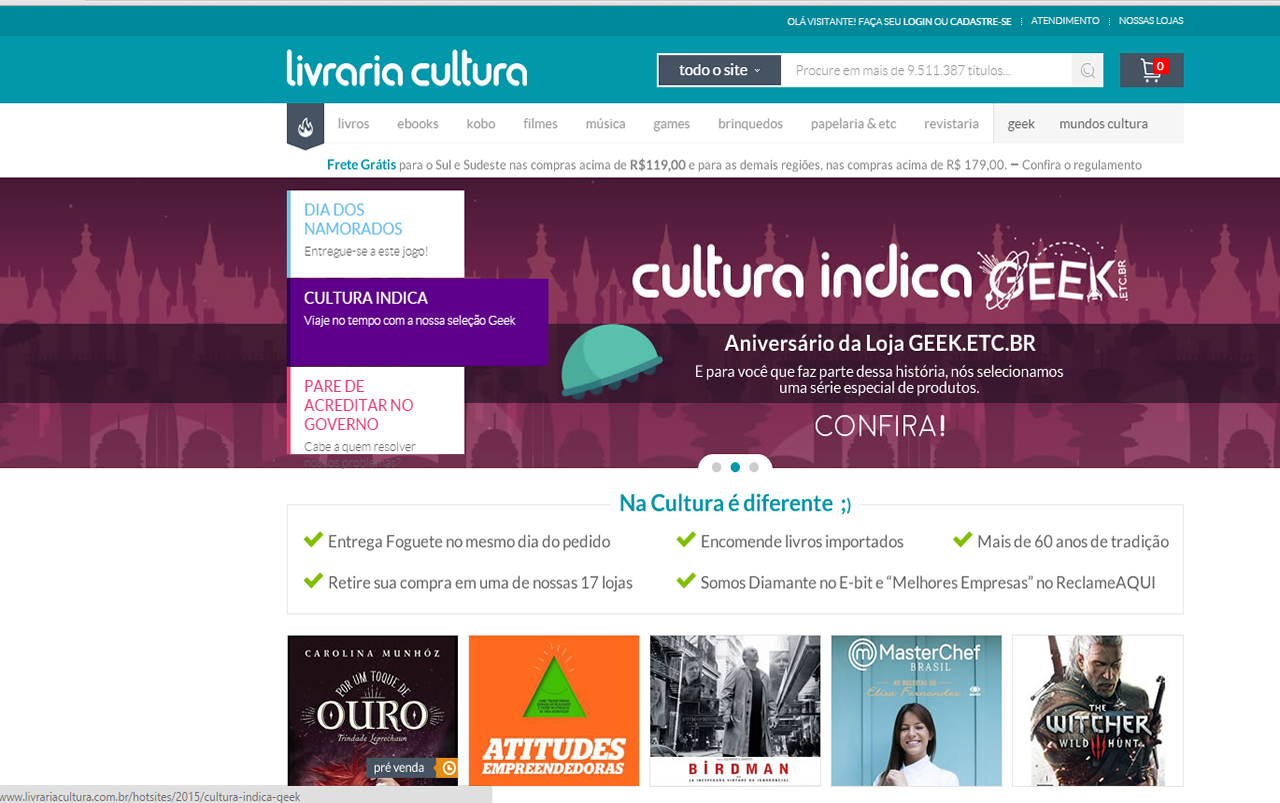 OLÁ VISITANTE! FAÇA SEU LOGIN OU CADASTRE-SE
ATENDIMENTO
NOSSAS LOJAS
livraria cultura
todo o site
Procure em mais de 9.511.387 títulos...
0
livros ebooks kobo filmes música games brinquedos papelaria & etc revistaria geek mundos cultura
Frete Grátis para o Sul e Sudeste nas compras acima de R$119,00 e para as demais regiões, nas compras acima de R$ 179,00. — Confira o regulamento
DIA DOS
NAMORADOS
Entregue-se a este jogo!
CULTURA INDICA
Viaje no tempo com a nossa seleção Geek
PARE DE
ACREDITAR NO
GOVERNO
Cabe a quem resolver
nossos problemas?
cultura indica GEEK .ETC.BR
Aniversário da Loja GEEK.ETC.BR
E para você que faz parte dessa história, nós selecionamos
uma série especial de produtos.
CONFIRA!
Na Cultura é diferente ;)
Entrega Foguete no mesmo dia do pedido
Encomende livros importados
Mais de 60 anos de tradição
Retire sua compra em uma de nossas 17 lojas
Somos Diamante no E-bit e “Melhores Empresas” no ReclameAQUI
CAROLINA MUNHÓZ
POR UM TOQUE DE
OURO
Trindade Leprechaun
pré venda
ATITUDES
EMPREENDEDORAS
BIRDMAN
MasterChef
BRASIL
AS RECEITAS DE
Elisa Fernandes
THE
WITCHER
WILD HUNT
www.livrariacultura.com.br/hotsites/2015/cultura-indica-geek